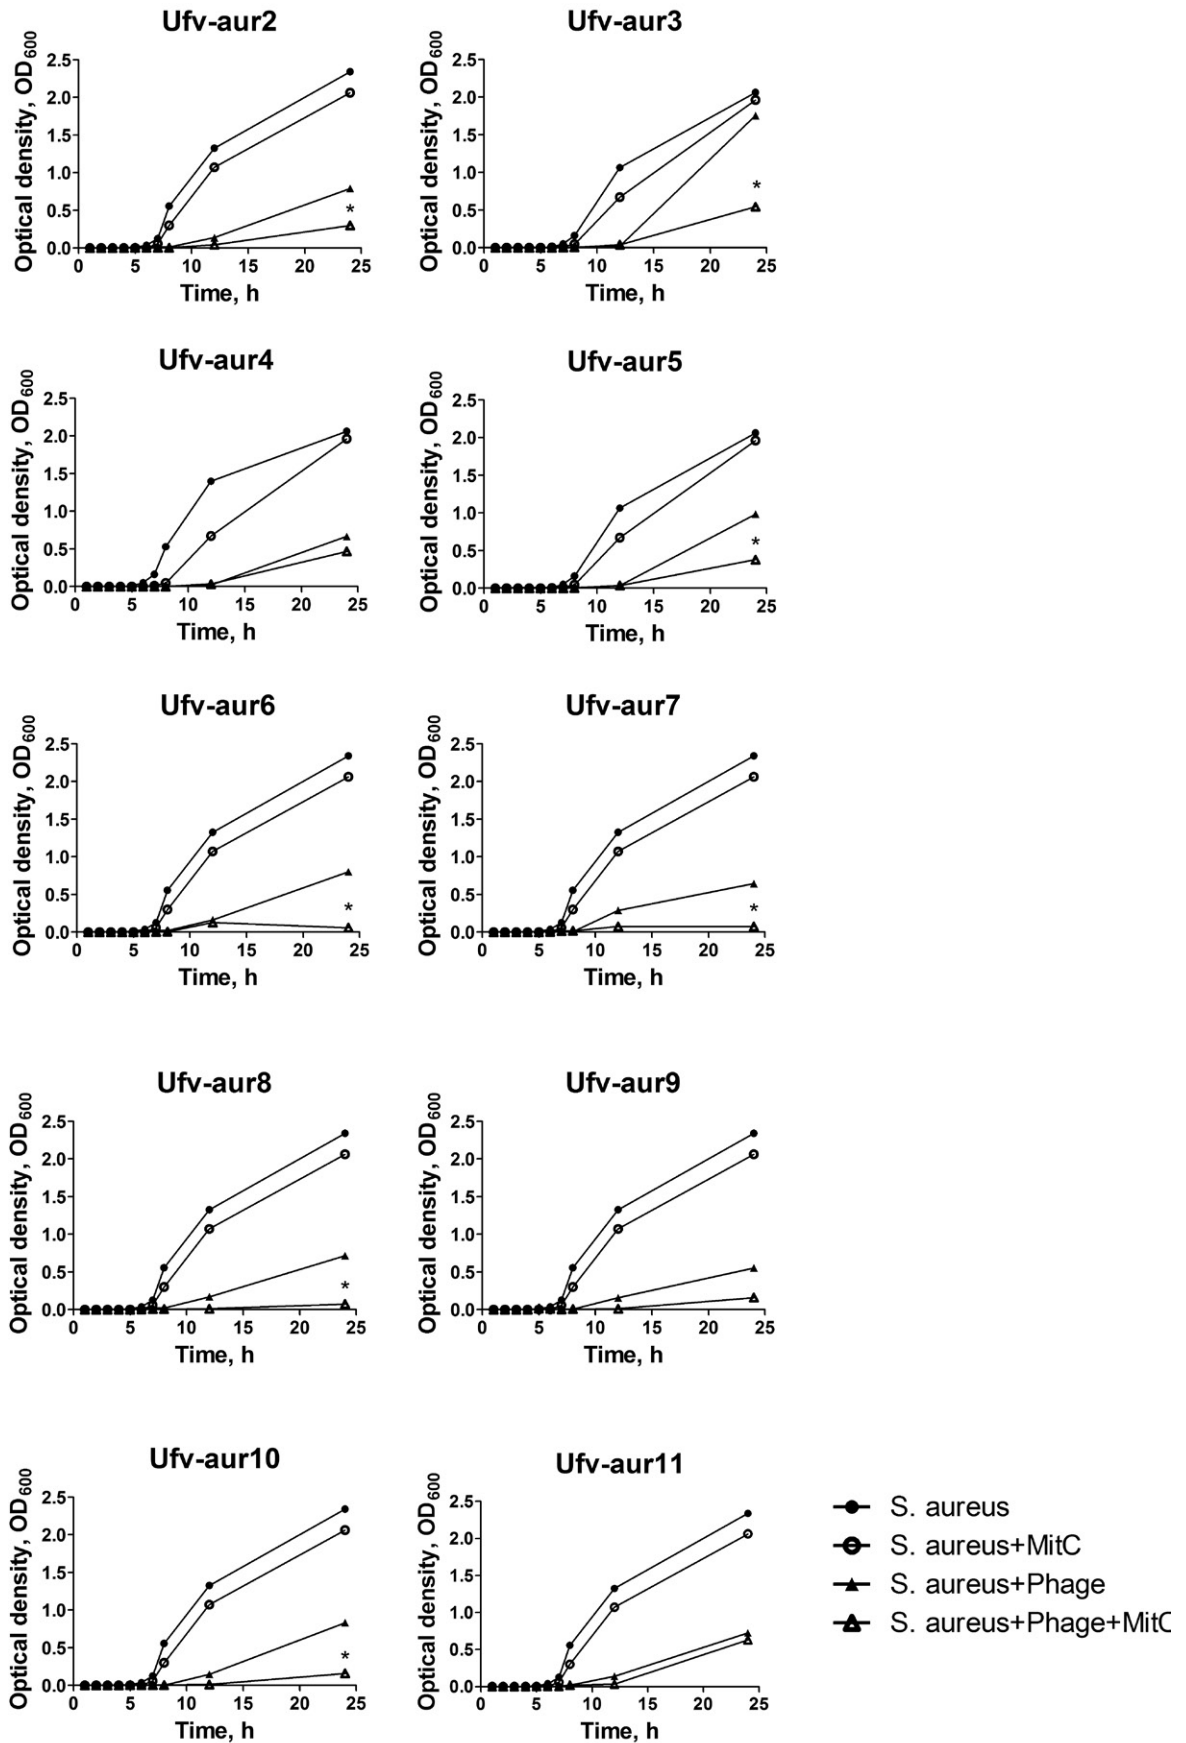 Ufv-aur2
Optical density, OD600
2.5
2.0
1.5
1.0
0.5
0.0
*
0 5 10 15 20 25
Time, h
Ufv-aur3
Optical density, OD600
2.5
2.0
1.5
1.0
0.5
0.0
*
0 5 10 15 20 25
Time, h
Ufv-aur4
Optical density, OD600
2.5
2.0
1.5
1.0
0.5
0.0
0 5 10 15 20 25
Time, h
Ufv-aur5
Optical density, OD600
2.5
2.0
1.5
1.0
0.5
0.0
*
0 5 10 15 20 25
Time, h
Ufv-aur6
Optical density, OD600
2.5
2.0
1.5
1.0
0.5
0.0
*
0 5 10 15 20 25
Time, h
Ufv-aur7
Optical density, OD600
2.5
2.0
1.5
1.0
0.5
0.0
*
0 5 10 15 20 25
Time, h
Ufv-aur8
Optical density, OD600
2.5
2.0
1.5
1.0
0.5
0.0
*
0 5 10 15 20 25
Time, h
Ufv-aur9
Optical density, OD600
2.5
2.0
1.5
1.0
0.5
0.0
0 5 10 15 20 25
Time, h
Ufv-aur10
Optical density, OD600
2.5
2.0
1.5
1.0
0.5
0.0
*
0 5 10 15 20 25
Time, h
Ufv-aur11
Optical density, OD600
2.5
2.0
1.5
1.0
0.5
0.0
0 5 10 15 20 25
Time, h
S. aureus
S. aureus+MitC
S. aureus+Phage
S. aureus+Phage+MitC